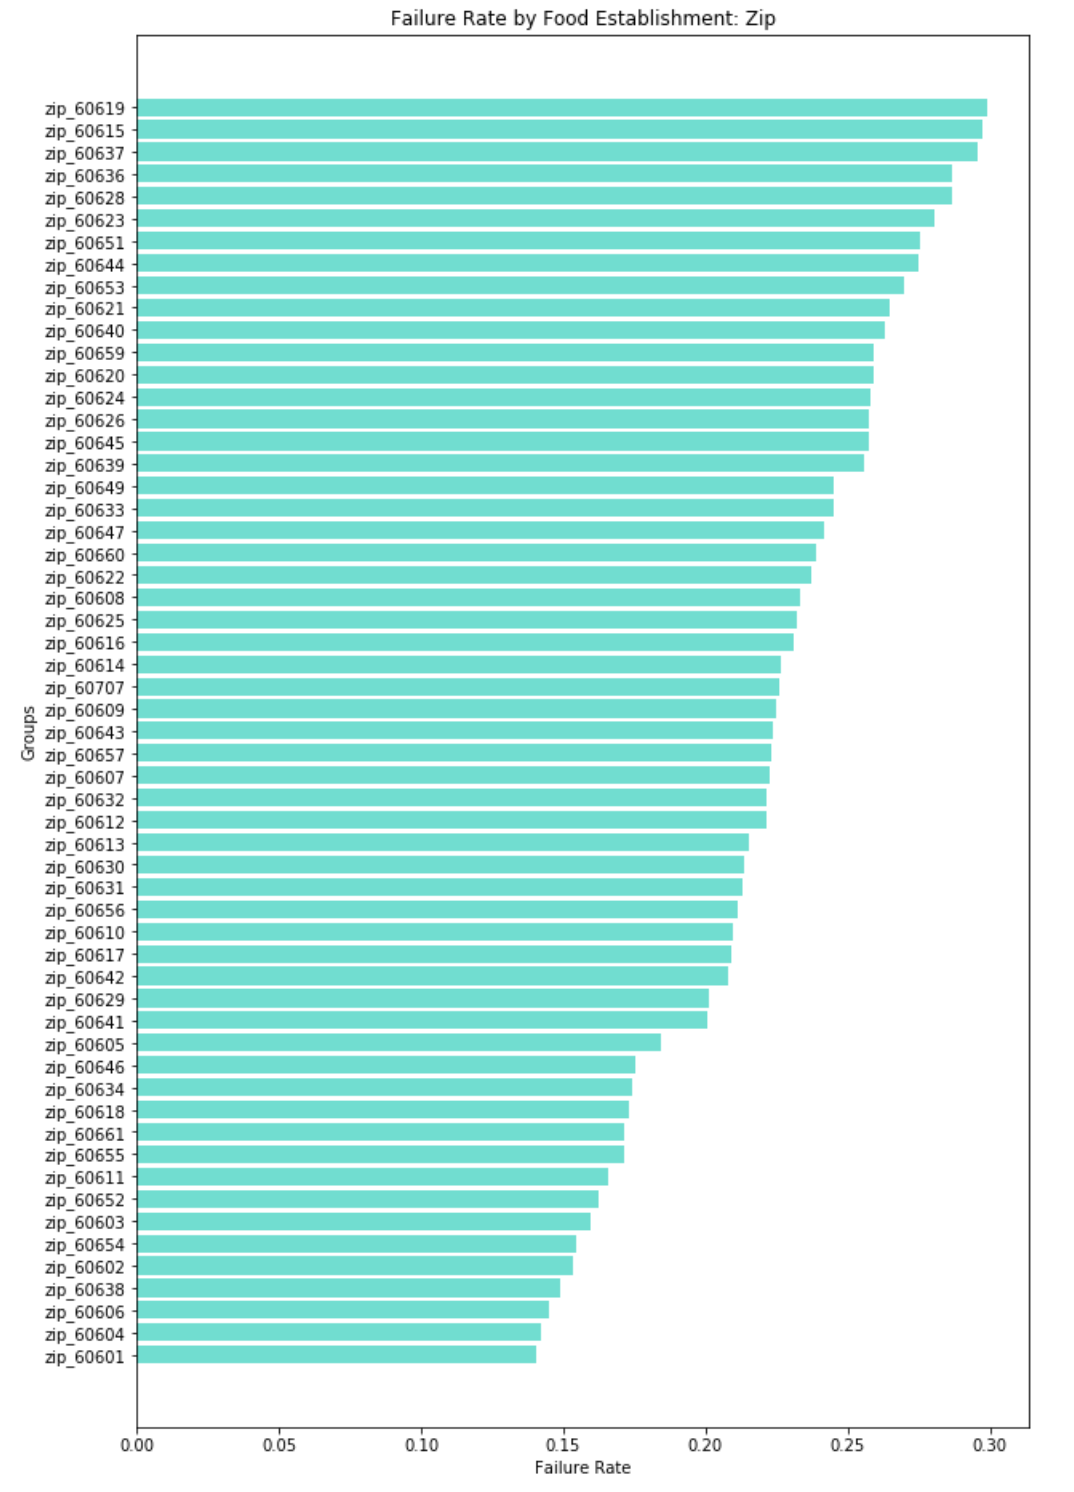 Failure Rate by Food Establishment: Zip
zip_60619
zip_60615
zip_60637
zip_60636
zip_60628
zip_60623
zip_60651
zip_60644
zip_60653
zip_60621
zip_60640
zip_60659
zip_60620
zip_60624
zip_60626
zip_60645
zip_60639
zip_60649
zip_60633
zip_60647
zip_60660
zip_60622
zip_60608
zip_60625
zip_60616
zip_60614
zip_60707
zip_60609
zip_60643
zip_60657
zip_60607
zip_60632
zip_60612
zip_60613
zip_60630
zip_60631
zip_60656
zip_60610
zip_60617
zip_60642
zip_60629
zip_60641
zip_60605
zip_60646
zip_60634
zip_60618
zip_60661
zip_60655
zip_60611
zip_60652
zip_60603
zip_60654
zip_60602
zip_60638
zip_60606
zip_60604
zip_60601
Groups
0.00 0.05 0.10 0.15 0.20 0.25 0.30
Failure Rate